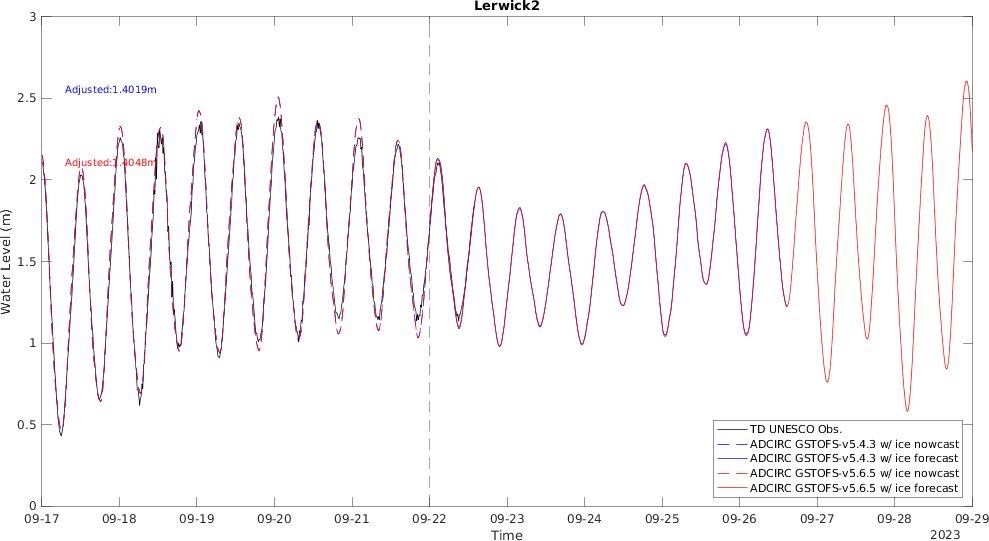 Lerwick2
3
2.5
2
1.5
1
0.5
0
Water Level (m)
Adjusted:1.4019m
Adjusted:1.4048m
TD UNESCO Obs.
ADCIRC GSTOFS-v5.4.3 w/ ice nowcast
ADCIRC GSTOFS-v5.4.3 w/ ice forecast
ADCIRC GSTOFS-v5.6.5 w/ ice nowcast
ADCIRC GSTOFS-v5.6.5 w/ ice forecast
09-17 09-18 09-19 09-20 09-21 09-22 09-23 09-24 09-25 09-26 09-27 09-28 09-29
Time
2023